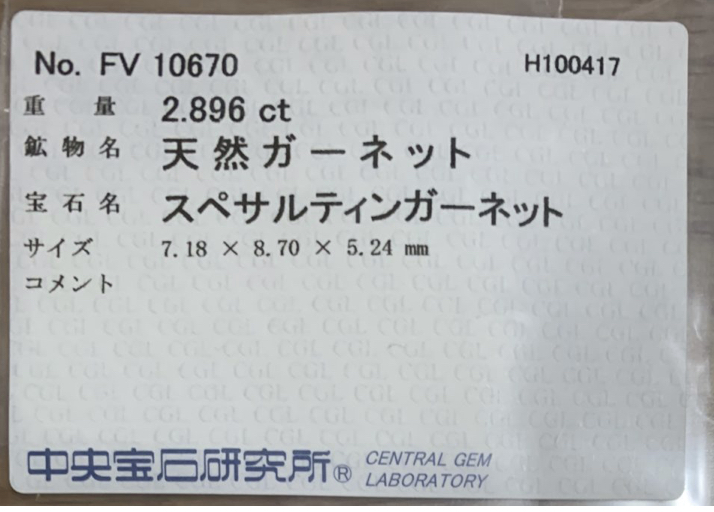 No. FV 10670 H100417
重 量 2.896 ct
鉱物名 天然ガーネット
宝石名 スペサルティンガーネット
サイズ 7.18 × 8.70 × 5.24 mm
コメント
中央宝石研究所® CENTRAL GEM
LABORATORY